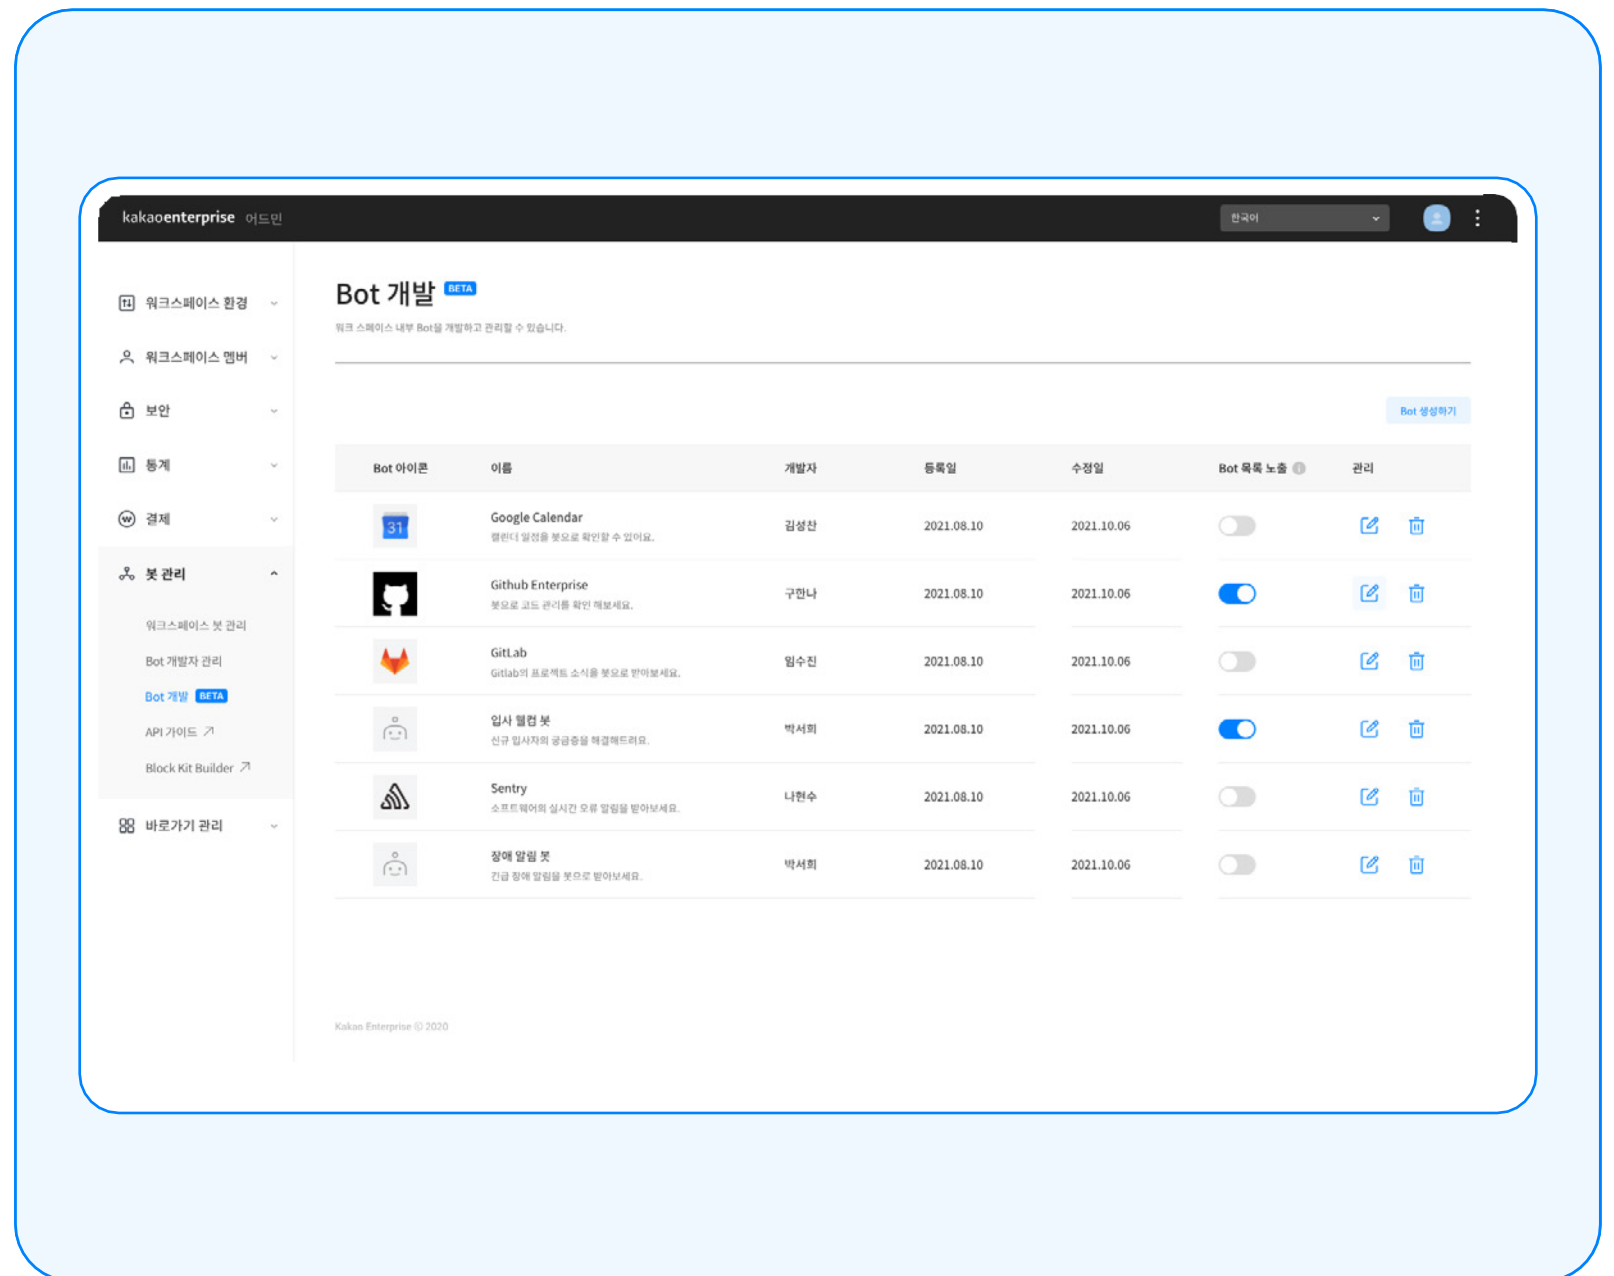 kakaoenterprise 어드민
한국어
워크스페이스 환경
워크스페이스 멤버
보안
통계
결제
봇 관리
워크스페이스 봇 관리
Bot 개발자 관리
Bot 개발 BETA
API 가이드
Block Kit Builder
바로가기 관리
Bot 개발 BETA
워크 스페이스 내부 Bot을 개발하고 관리할 수 있습니다.
Bot 생성하기
Bot 아이콘 이름 개발자 등록일 수정일 Bot 목록 노출 관리
31 Google Calendar 김성찬 2021.08.10 2021.10.06
캘린더 일정을 봇으로 확인할 수 있어요.
Github Enterprise 구한나 2021.08.10 2021.10.06
봇으로 코드 관리를 확인 해보세요.
GitLab 임수진 2021.08.10 2021.10.06
Gitlab의 프로젝트 소식을 봇으로 받아보세요.
입사 웰컴 봇 박서희 2021.08.10 2021.10.06
신규 입사자의 궁금증을 해결해드려요.
Sentry 나현수 2021.08.10 2021.10.06
소프트웨어의 실시간 오류 알림을 받아보세요.
장애 알림 봇 박서희 2021.08.10 2021.10.06
긴급 장애 알림을 봇으로 받아보세요.
Kakao Enterprise © 2020